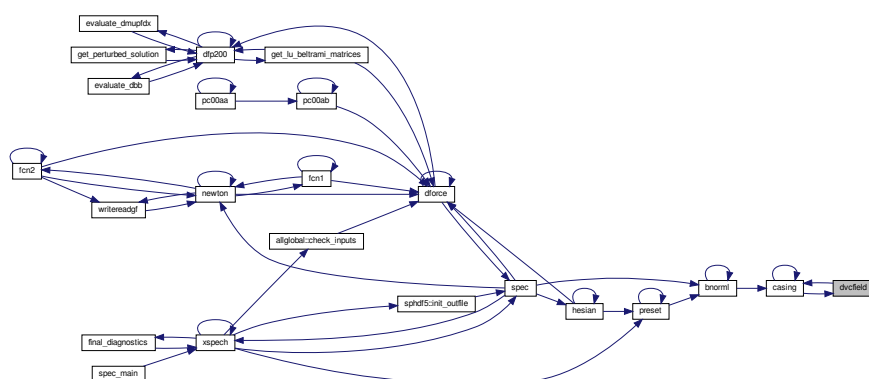 evaluate_dmupfdx
get_perturbed_solution
dfp200
get_lu_beltrami_matrices
evaluate_dbb
pc00aa
pc00ab
fcn2
fcn1
newton
dforce
writereadgf
allglobal::check_inputs
spec
bnorml
casing
dvcfield
sphdf5::init_outfile
hesian
preset
final_diagnostics
xspech
spec_main